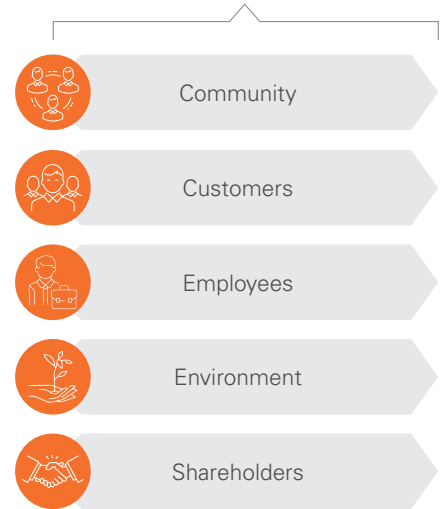 Community
Customers
Employees
Environment
Shareholders